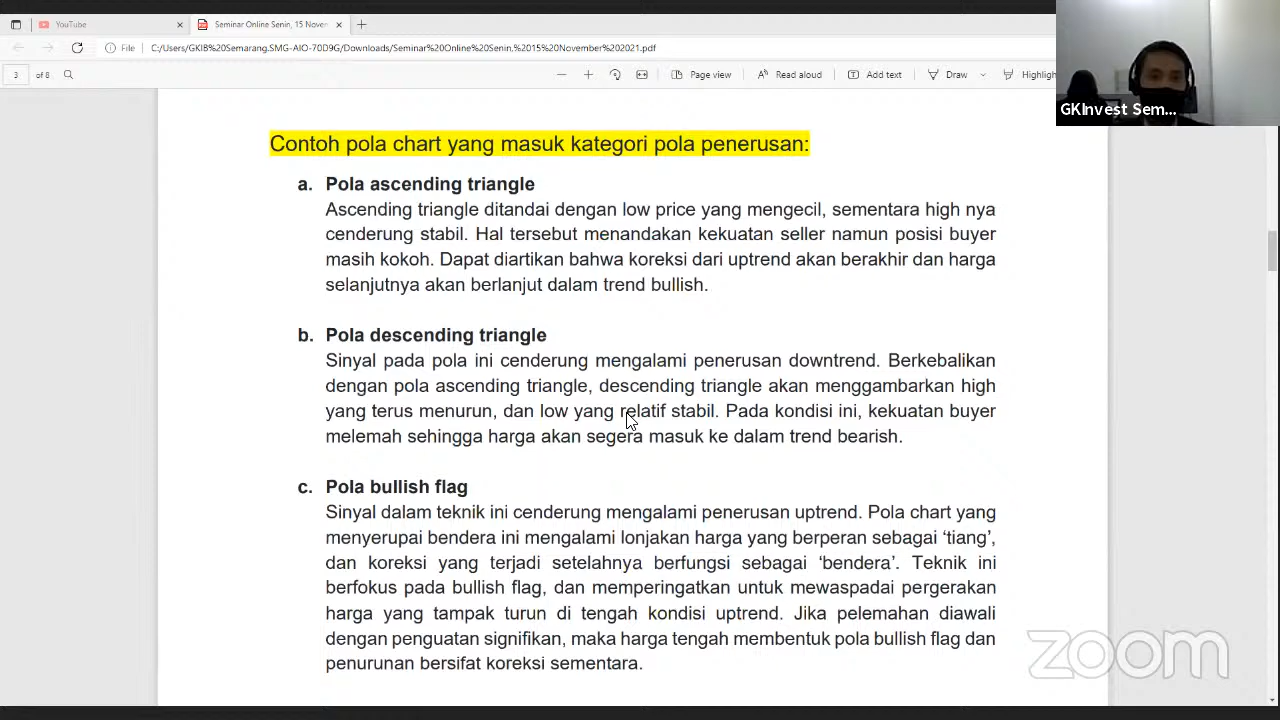 YouTube
Seminar Online Senin, 15 Noven
File C:/Users/GKIB%20Semarang.SMG-AIO-70D9G/Downloads/Seminar%20Online%20Senin,%2015%20November%202021.pdf
3 of 8 Page view Read aloud Add text Draw Highligh
GKInvest Sem...
Contoh pola chart yang masuk kategori pola penerusan:
a. Pola ascending triangle
Ascending triangle ditandai dengan low price yang mengecil, sementara high nya
cenderung stabil. Hal tersebut menandakan kekuatan seller namun posisi buyer
masih kokoh. Dapat diartikan bahwa koreksi dari uptrend akan berakhir dan harga
selanjutnya akan berlanjut dalam trend bullish.
b. Pola descending triangle
Sinyal pada pola ini cenderung mengalami penerusan downtrend. Berkebalikan
dengan pola ascending triangle, descending triangle akan menggambarkan high
yang terus menurun, dan low yang relatif stabil. Pada kondisi ini, kekuatan buyer
melemah sehingga harga akan segera masuk ke dalam trend bearish.
c. Pola bullish flag
Sinyal dalam teknik ini cenderung mengalami penerusan uptrend. Pola chart yang
menyerupai bendera ini mengalami lonjakan harga yang berperan sebagai ‘tiang’,
dan koreksi yang terjadi setelahnya berfungsi sebagai ‘bendera’. Teknik ini
berfokus pada bullish flag, dan memperingatkan untuk mewaspadai pergerakan
harga yang tampak turun di tengah kondisi uptrend. Jika pelemahan diawali
dengan penguatan signifikan, maka harga tengah membentuk pola bullish flag dan
penurunan bersifat koreksi sementara.
zoom